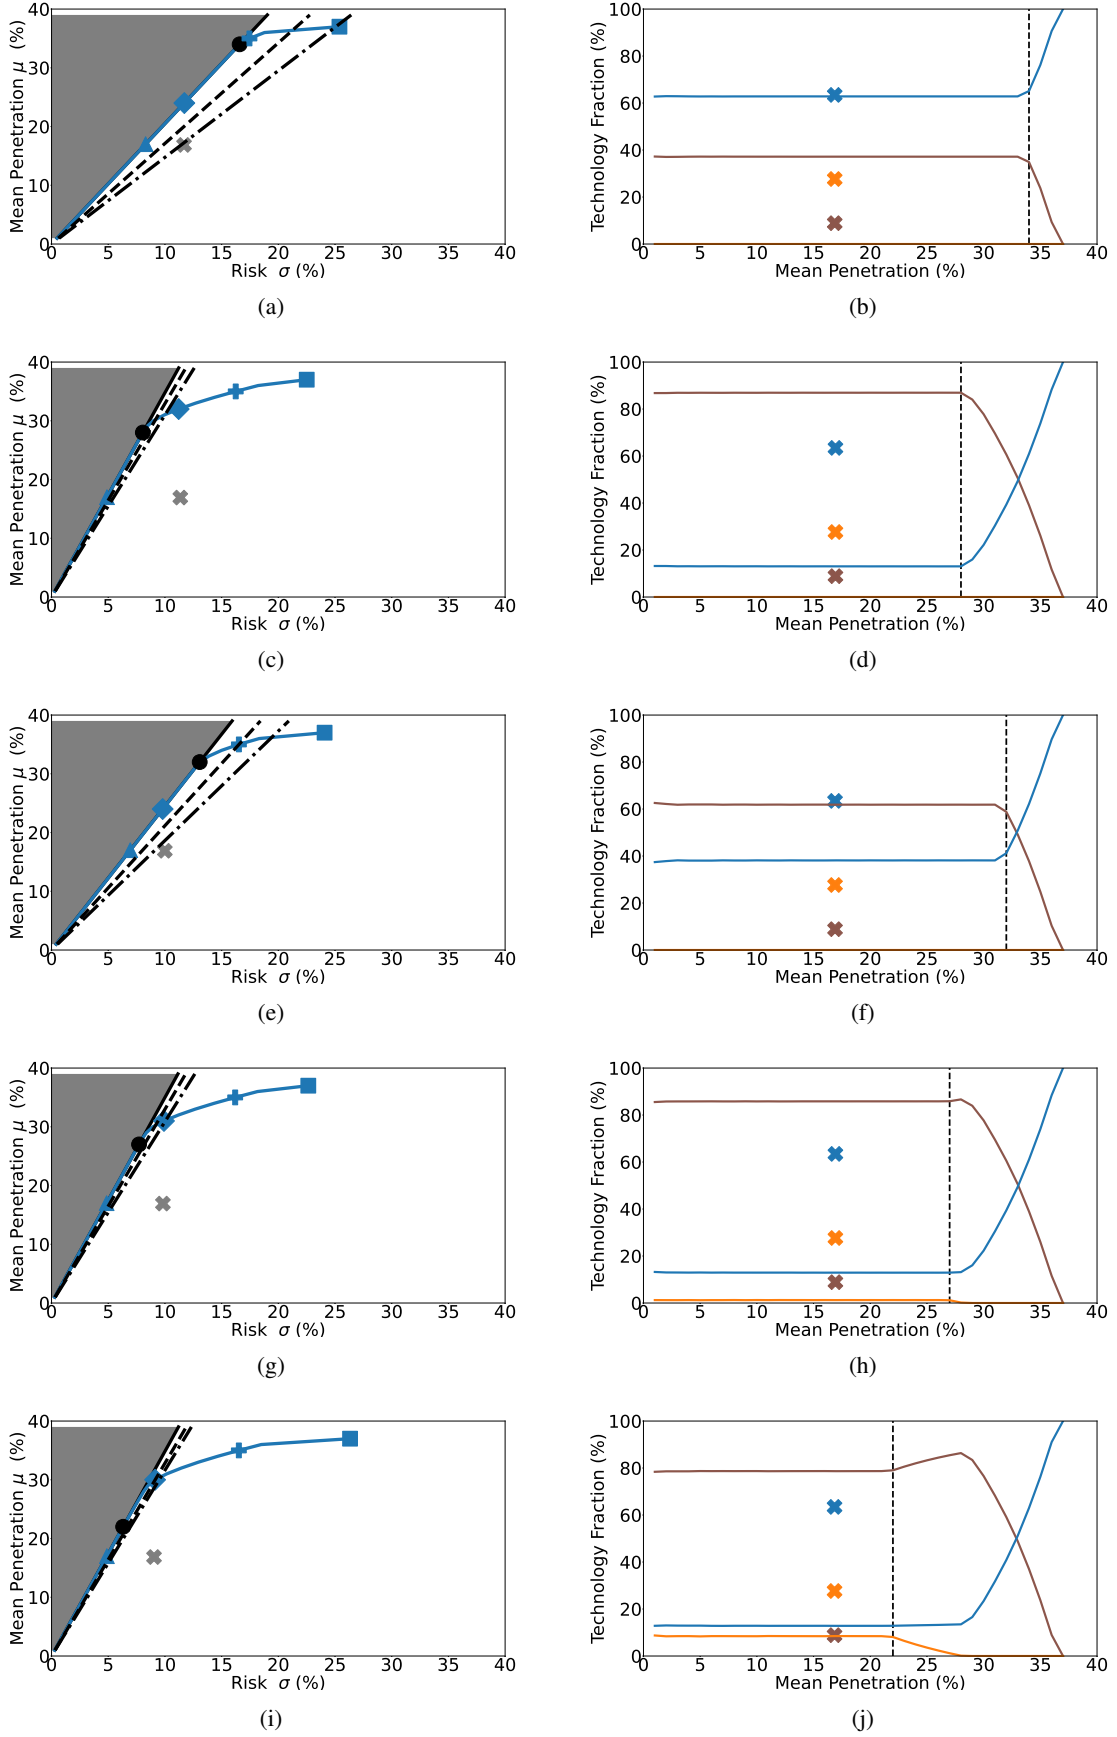 40
30
20
10
0
Mean Penetration μ (%)
0 5 10 15 20 25 30 35 40
Risk σ (%)
(a)
100
80
60
40
20
0
Technology Fraction (%)
0 5 10 15 20 25 30 35 40
Mean Penetration (%)
(b)
40
30
20
10
0
Mean Penetration μ (%)
0 5 10 15 20 25 30 35 40
Risk σ (%)
(c)
100
80
60
40
20
0
Technology Fraction (%)
0 5 10 15 20 25 30 35 40
Mean Penetration (%)
(d)
40
30
20
10
0
Mean Penetration μ (%)
0 5 10 15 20 25 30 35 40
Risk σ (%)
(e)
100
80
60
40
20
0
Technology Fraction (%)
0 5 10 15 20 25 30 35 40
Mean Penetration (%)
(f)
40
30
20
10
0
Mean Penetration μ (%)
0 5 10 15 20 25 30 35 40
Risk σ (%)
(g)
100
80
60
40
20
0
Technology Fraction (%)
0 5 10 15 20 25 30 35 40
Mean Penetration (%)
(h)
40
30
20
10
0
Mean Penetration μ (%)
0 5 10 15 20 25 30 35 40
Risk σ (%)
(i)
100
80
60
40
20
0
Technology Fraction (%)
0 5 10 15 20 25 30 35 40
Mean Penetration (%)
(j)